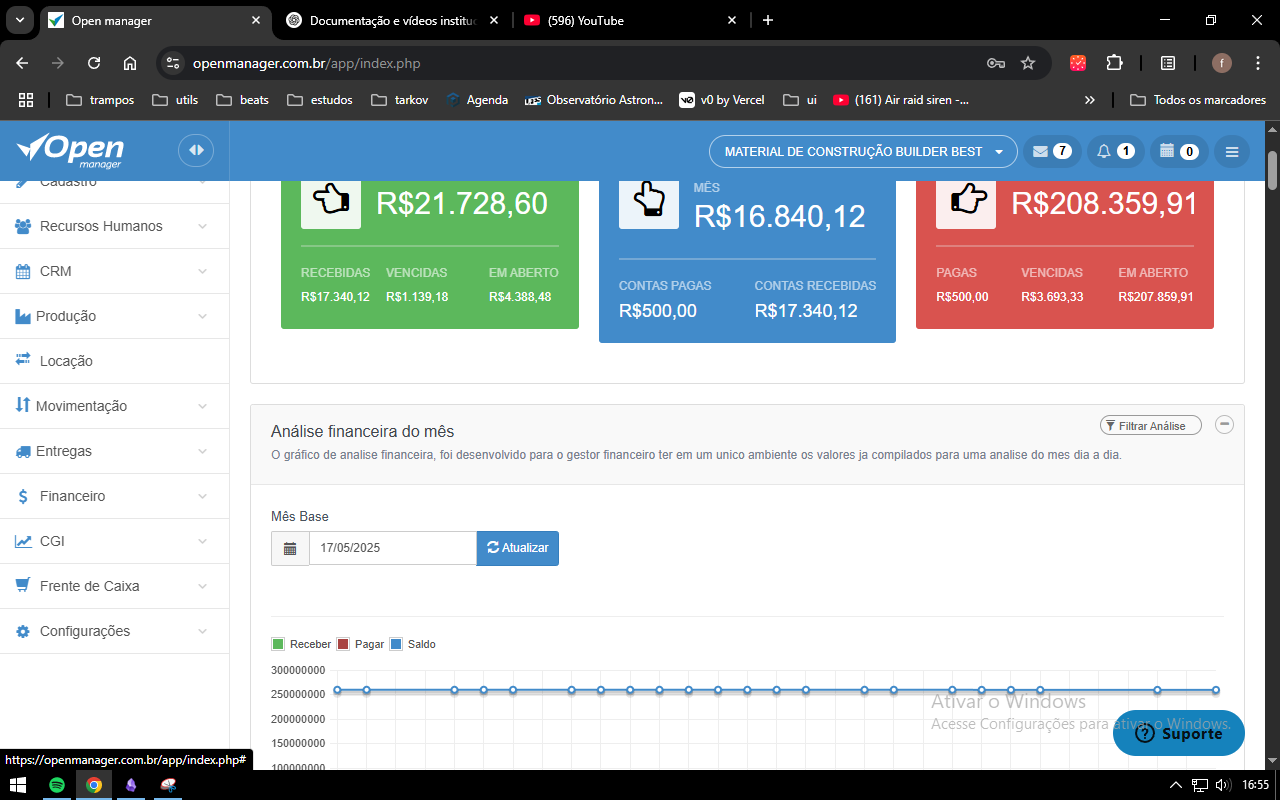 Open manager
Documentação e vídeos institu
(596) YouTube
openmanager.com.br/app/index.php
f
trampos
utils
beats
estudos
tarkov
Agenda
Observatório Astron...
v0 by Vercel
ui
(161) Air raid siren -...
Todos os marcadores
Open
manager
MATERIAL DE CONSTRUÇÃO BUILDER BEST
7
1
0
Cadastro
Recursos Humanos
CRM
Produção
Locação
Movimentação
Entregas
Financeiro
CGI
Frente de Caixa
Configurações
R$21.728,60
RECEBIDAS VENCIDAS EM ABERTO
R$17.340,12 R$1.139,18 R$4.388,48
MÊS
R$16.840,12
CONTAS PAGAS CONTAS RECEBIDAS
R$500,00 R$17.340,12
R$208.359,91
PAGAS VENCIDAS EM ABERTO
R$500,00 R$3.693,33 R$207.859,91
Análise financeira do mês
Filtrar Análise
O gráfico de analise financeira, foi desenvolvido para o gestor financeiro ter em um unico ambiente os valores ja compilados para uma analise do mes dia a dia.
Mês Base
17/05/2025
Atualizar
Receber Pagar Saldo
300000000
250000000
200000000
150000000
100000000
Ativar o Windows
Acesse Configurações para ativar o Windows.
Suporte
https://openmanager.com.br/app/index.php#
16:55